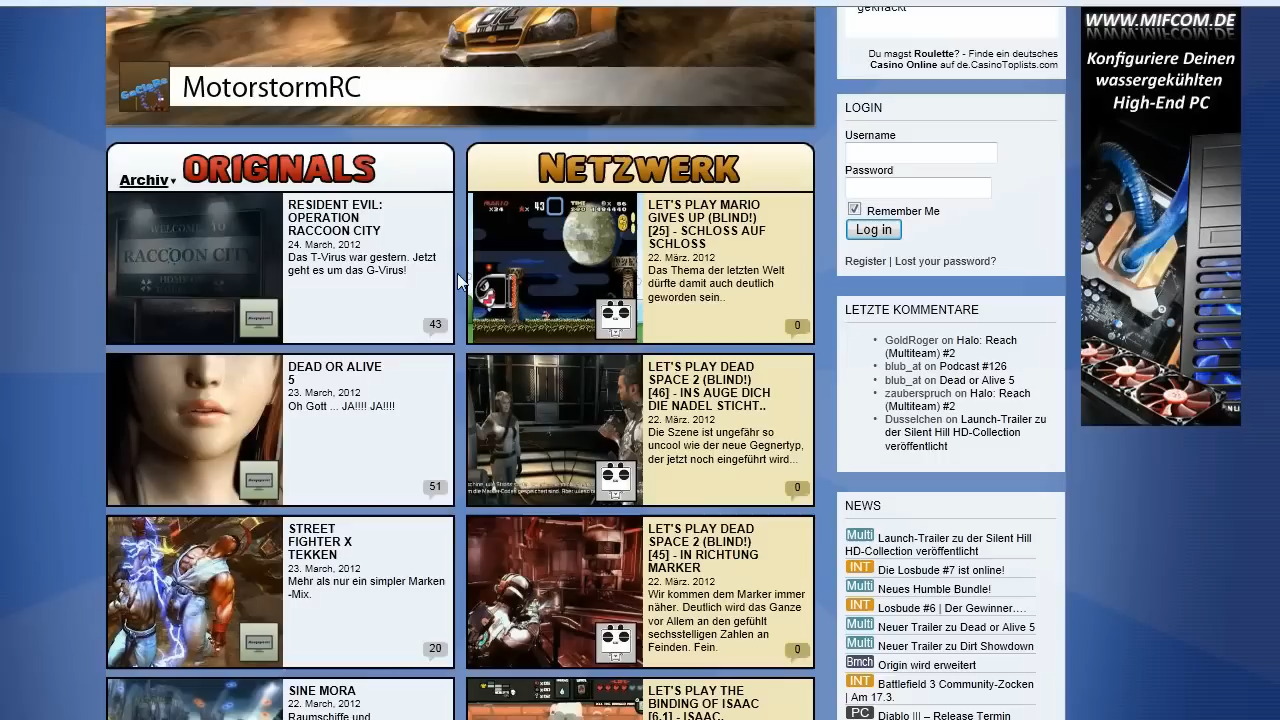 MotorstormRC
Archiv
ORIGINALS
RESIDENT EVIL:
OPERATION
RACCOON CITY
24. March, 2012
Das T-Virus war gestern. Jetzt
geht es um das G-Virus!
43
DEAD OR ALIVE
5
23. March, 2012
Oh Gott ... JA!!!! JA!!!!
51
STREET
FIGHTER X
TEKKEN
23. March, 2012
Mehr als nur ein simpler Marken
-Mix.
20
SINE MORA
22. March, 2012
Raumschiffe und
NETZWERK
LET'S PLAY MARIO
GIVES UP (BLIND!)
[25] - SCHLOSS AUF
SCHLOSS
22. März. 2012
Das Thema der letzten Welt
dürfte damit auch deutlich
geworden sein..
0
LET'S PLAY DEAD
SPACE 2 (BLIND!)
[46] - INS AUGE DICH
DIE NADEL STICHT..
22. März. 2012
Die Szene ist ungefähr so
uncool wie der neue Gegnertyp,
der jetzt noch eingeführt wird...
0
LET'S PLAY DEAD
SPACE 2 (BLIND!)
[45] - IN RICHTUNG
MARKER
22. März. 2012
Wir kommen dem Marker immer
näher. Deutlich wird das Ganze
vor Allem an den gefühlt
sechsstelligen Zahlen an
Feinden. Fein.
0
LET'S PLAY THE
BINDING OF ISAAC
[6.1] - ISAAC,
geknackt
Du magst Roulette? - Finde ein deutsches
Casino Online auf de.CasinoToplists.com
LOGIN
Username
Password
Remember Me
Log in
Register | Lost your password?
LETZTE KOMMENTARE
GoldRoger on Halo: Reach
(Multiteam) #2
blub_at on Podcast #126
blub_at on Dead or Alive 5
zauberspruch on Halo: Reach
(Multiteam) #2
Dusselchen on Launch-Trailer zu
der Silent Hill HD-Collection
veröffentlicht
NEWS
Multi Launch-Trailer zu der Silent Hill
HD-Collection veröffentlicht
INT Die Losbude #7 ist online!
Multi Neues Humble Bundle!
INT Losbude #6 | Der Gewinner….
Multi Neuer Trailer zu Dead or Alive 5
Multi Neuer Trailer zu Dirt Showdown
Brnch Origin wird erweitert
INT Battlefield 3 Community-Zocken
| Am 17.3.
PC Diablo III – Release Termin
WWW.MIFCOM.DE
Konfiguriere Deinen
wassergekühlten
High-End PC